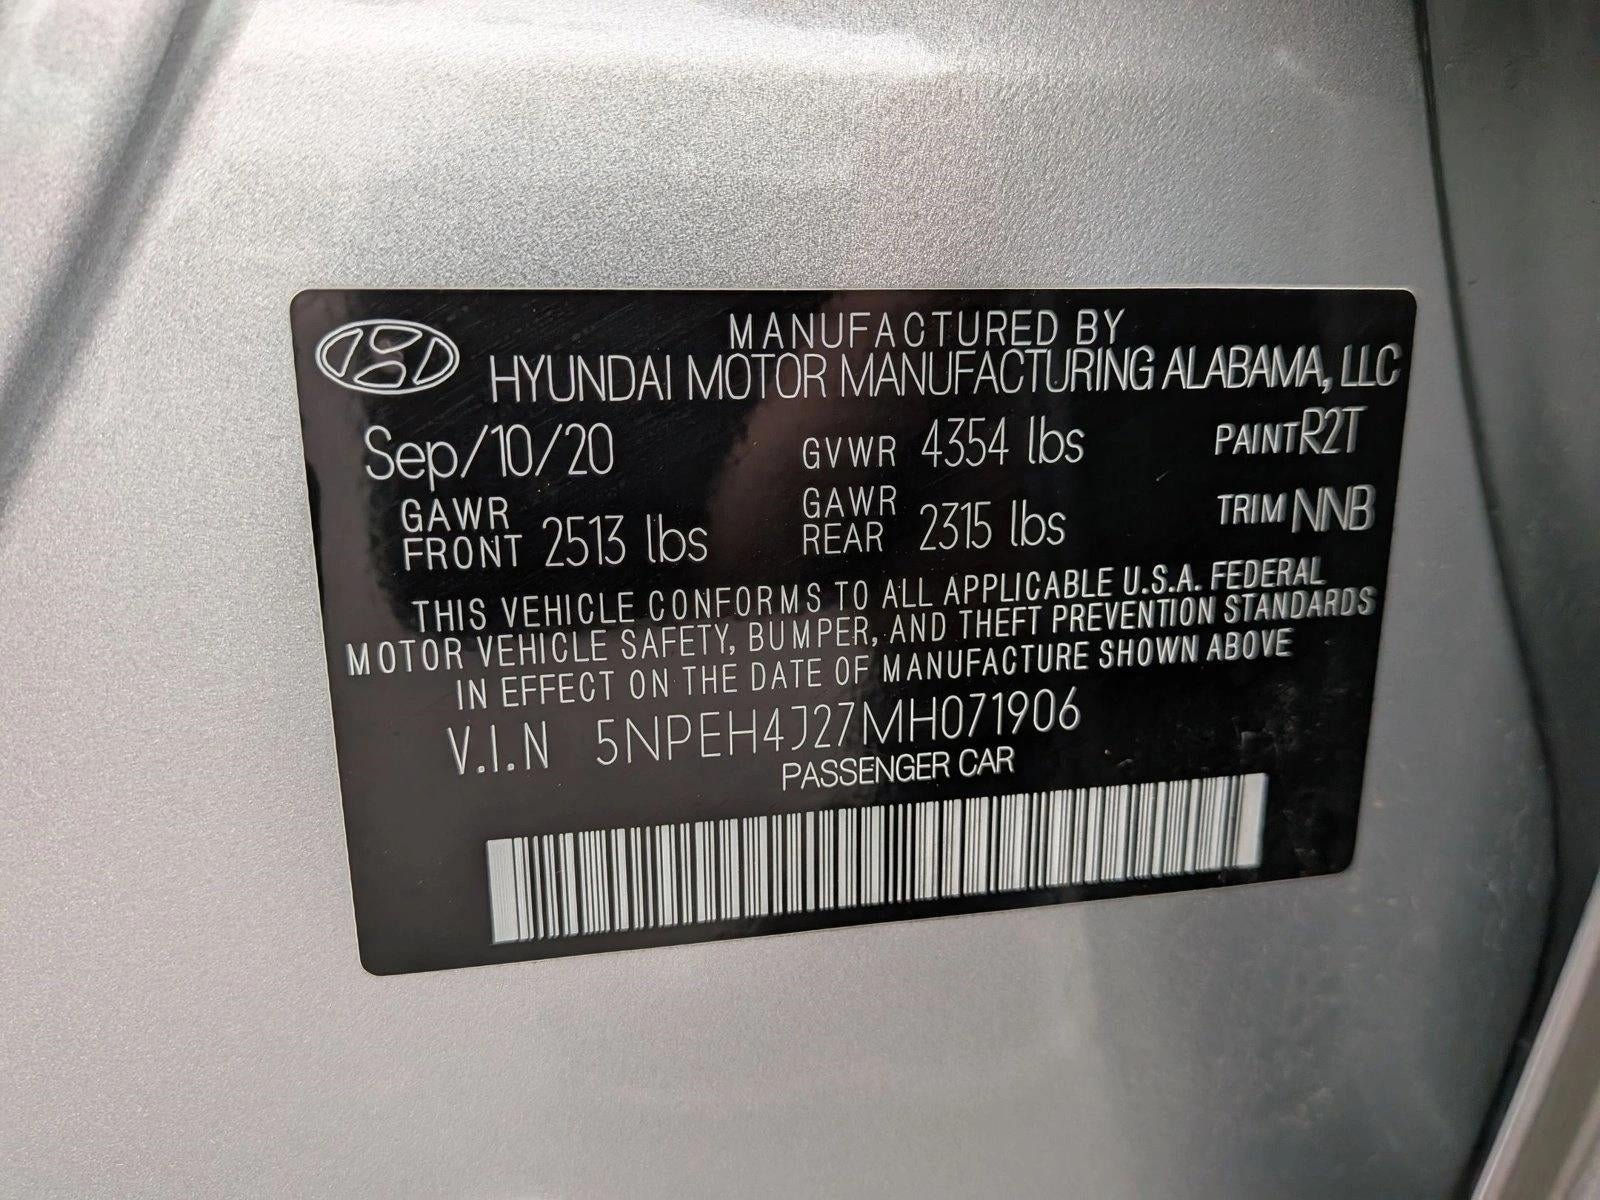 MANUFACTURED BY
HYUNDAI MOTOR MANUFACTURING ALABAMA, LLC
Sep/10/20 GVWR 4354 lbs PAINT R2T
GAWR FRONT 2513 lbs GAWR REAR 2315 lbs TRIM NNB
THIS VEHICLE CONFORMS TO ALL APPLICABLE U.S.A. FEDERAL
MOTOR VEHICLE SAFETY, BUMPER, AND THEFT PREVENTION STANDARDS
IN EFFECT ON THE DATE OF MANUFACTURE SHOWN ABOVE
V.I.N 5NPEH4J27MH071906
PASSENGER CAR